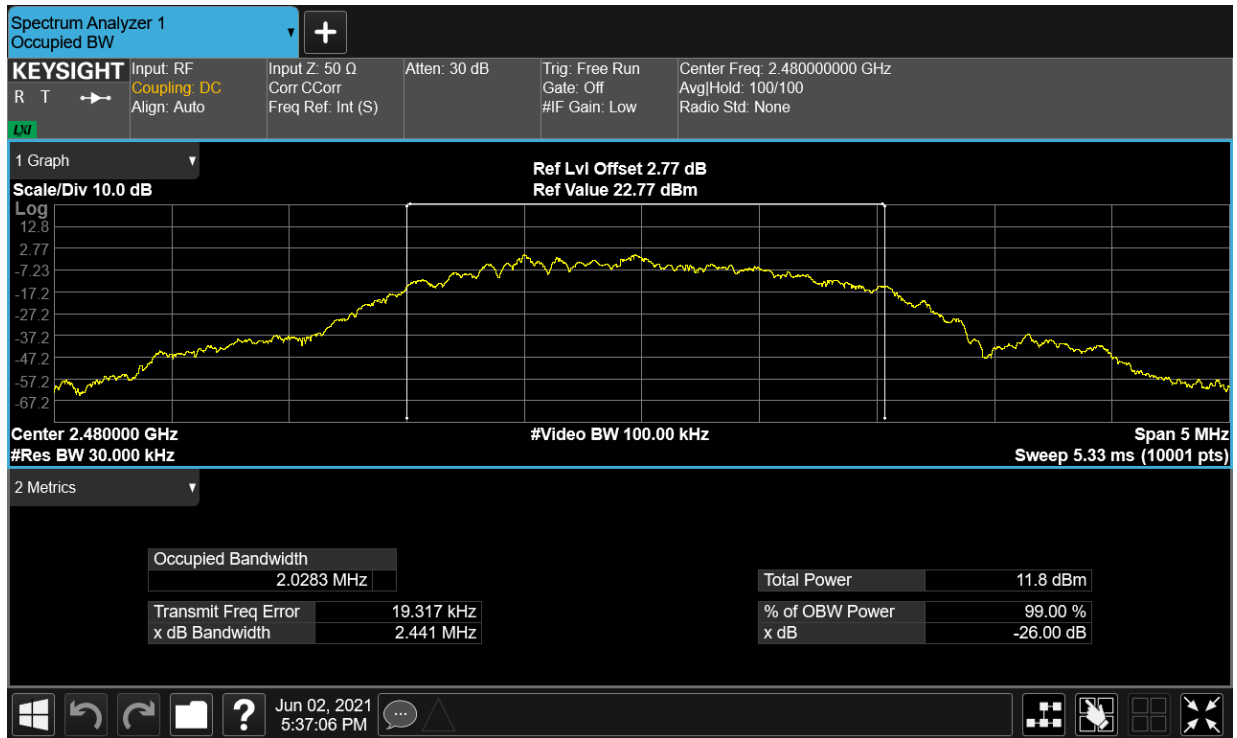 Spectrum Analyzer 1
Occupied BW
KEYSIGHT
R T
LXI
Input: RF
Coupling: DC
Align: Auto
Input Z: 50 Ω
Corr CCorr
Freq Ref: Int (S)
Atten: 30 dB
Trig: Free Run
Gate: Off
#IF Gain: Low
Center Freq: 2.480000000 GHz
Avg|Hold: 100/100
Radio Std: None
1 Graph
Scale/Div 10.0 dB
Ref Lvl Offset 2.77 dB
Ref Value 22.77 dBm
Log
12.8
2.77
-7.23
-17.2
-27.2
-37.2
-47.2
-57.2
-67.2
Center 2.480000 GHz
#Res BW 30.000 kHz
#Video BW 100.00 kHz
Span 5 MHz
Sweep 5.33 ms (10001 pts)
2 Metrics
Occupied Bandwidth
2.0283 MHz
Transmit Freq Error 19.317 kHz
x dB Bandwidth 2.441 MHz
Total Power 11.8 dBm
% of OBW Power 99.00 %
x dB -26.00 dB
?
Jun 02, 2021
5:37:06 PM